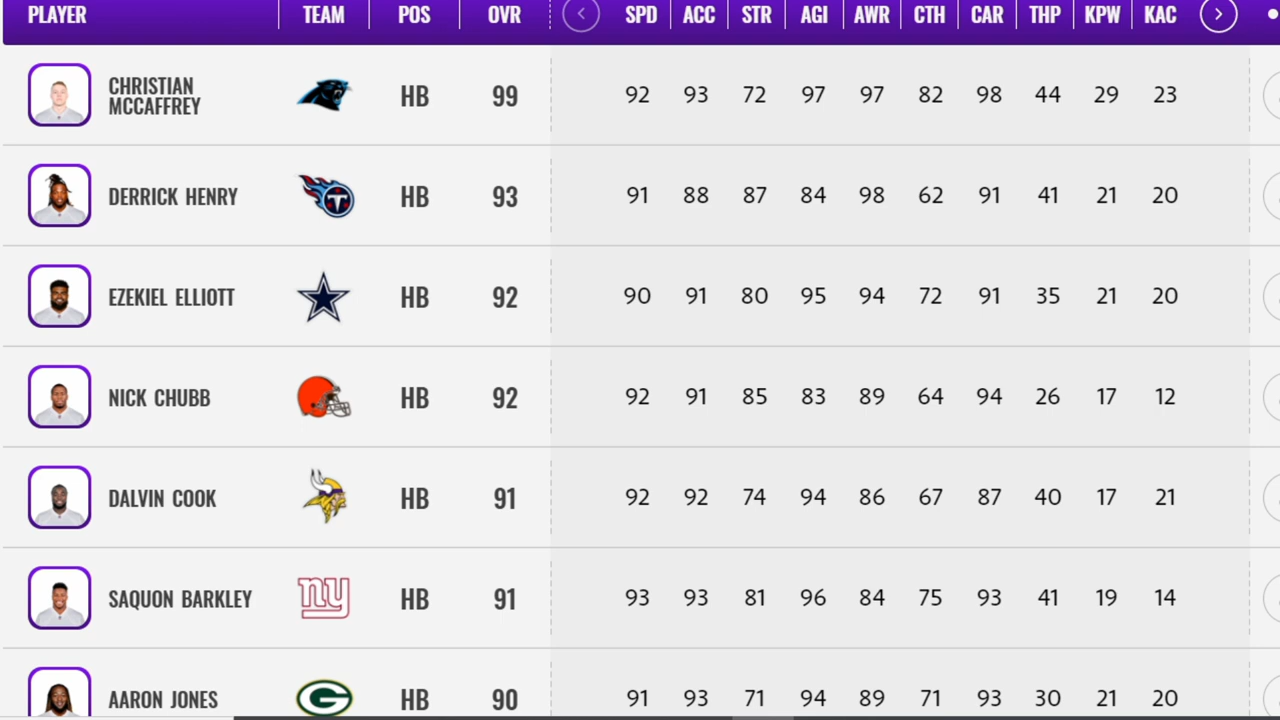 PLAYER TEAM POS OVR SPD ACC STR AGI AWR CTH CAR THP KPW KAC
CHRISTIAN
MCCAFFREY HB 99 92 93 72 97 97 82 98 44 29 23
DERRICK HENRY HB 93 91 88 87 84 98 62 91 41 21 20
EZEKIEL ELLIOTT HB 92 90 91 80 95 94 72 91 35 21 20
NICK CHUBB HB 92 92 91 85 83 89 64 94 26 17 12
DALVIN COOK HB 91 92 92 74 94 86 67 87 40 17 21
SAQUON BARKLEY ny HB 91 93 93 81 96 84 75 93 41 19 14
AARON JONES G HB 90 91 93 71 94 89 71 93 30 21 20